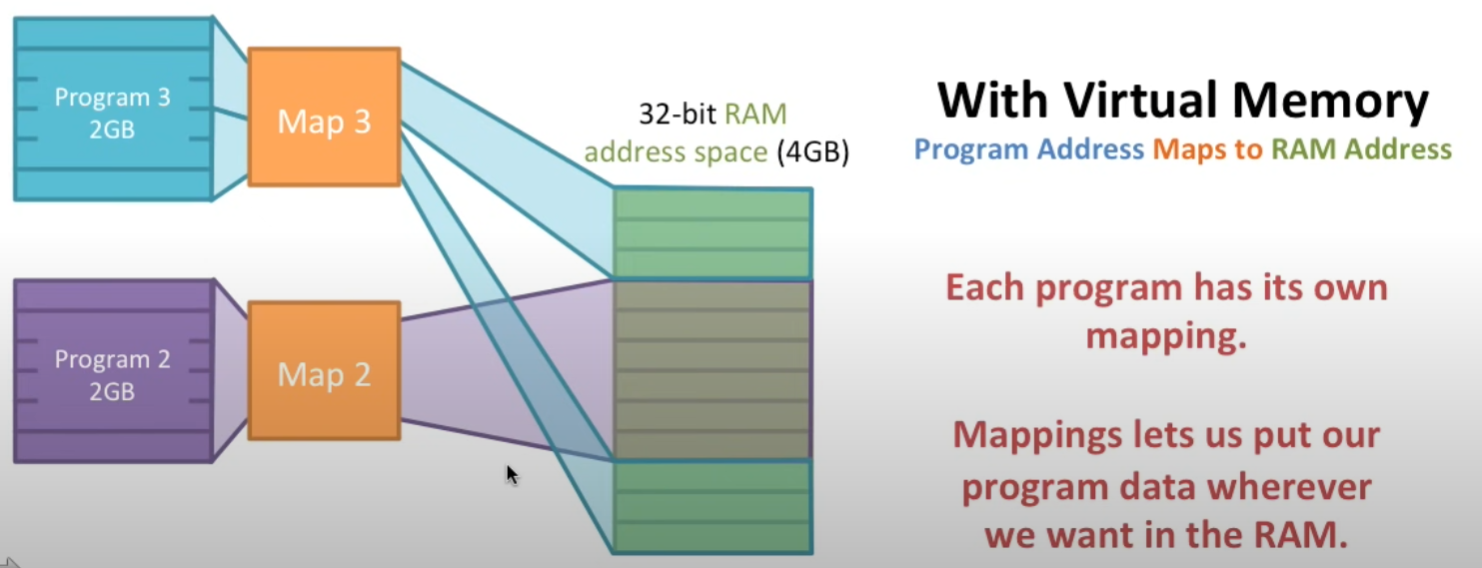 Program 3
2GB
Map 3
Program 2
2GB
Map 2
32-bit RAM
address space (4GB)
With Virtual Memory
Program Address Maps to RAM Address
Each program has its own
mapping.
Mappings lets us put our
program data wherever
we want in the RAM.